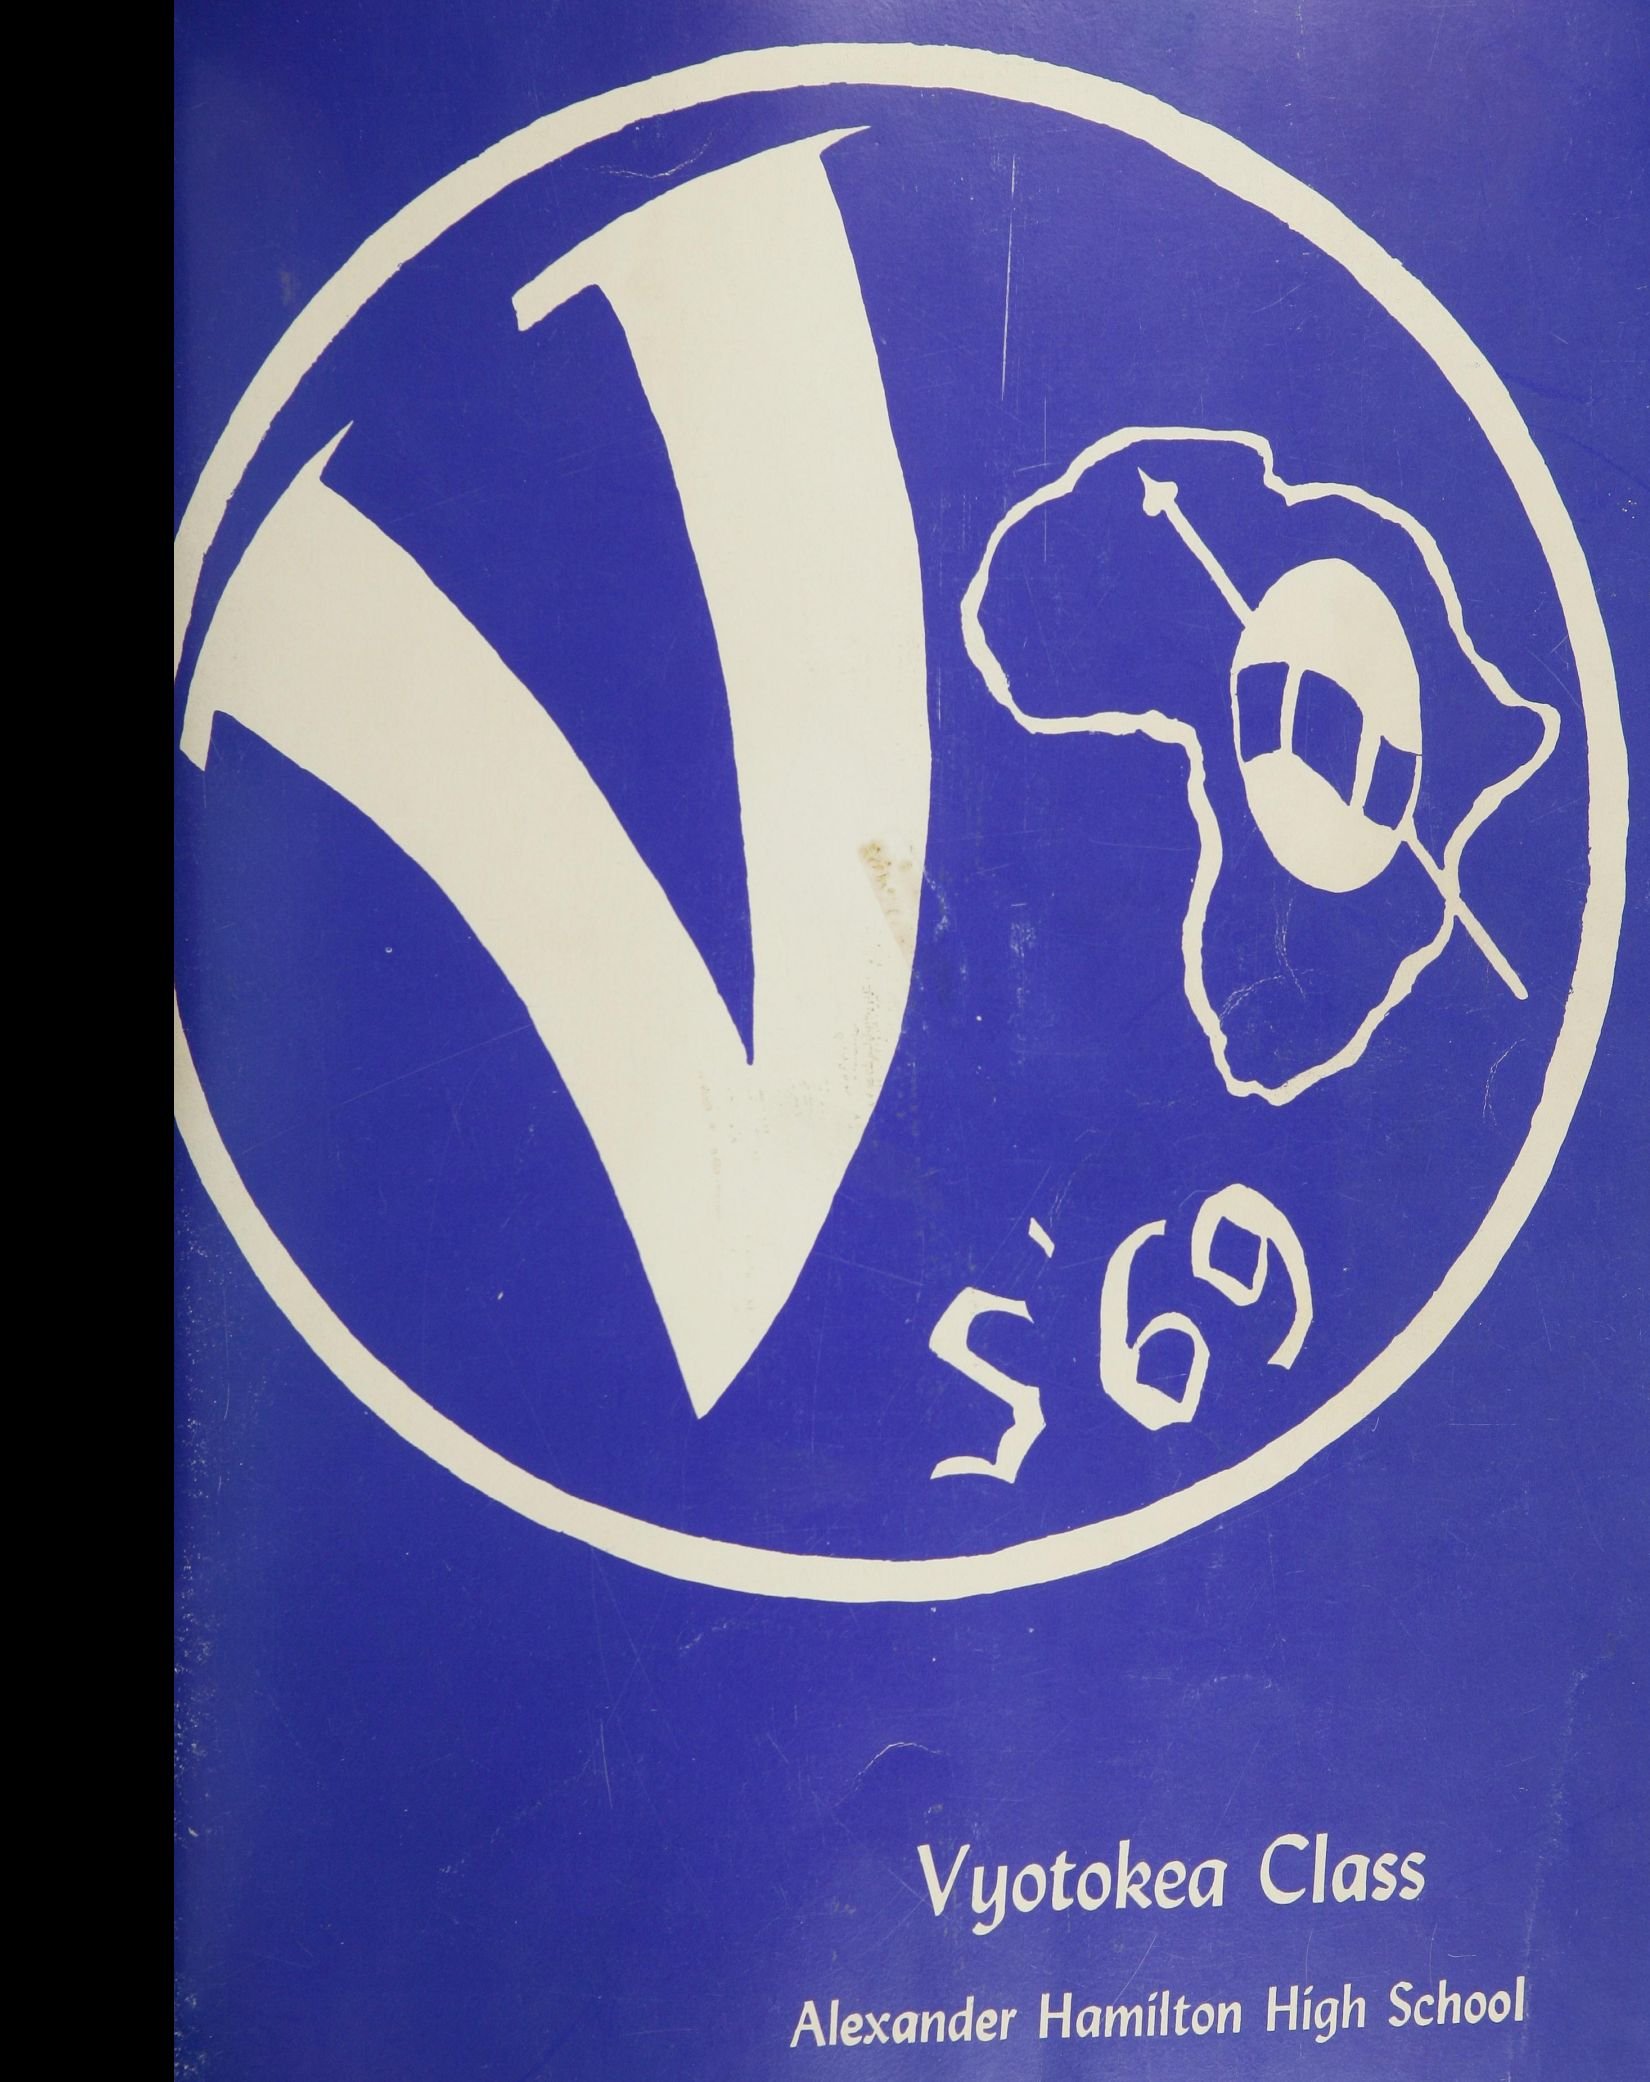 V
S'69
Vyotokea Class
Alexander Hamilton High School